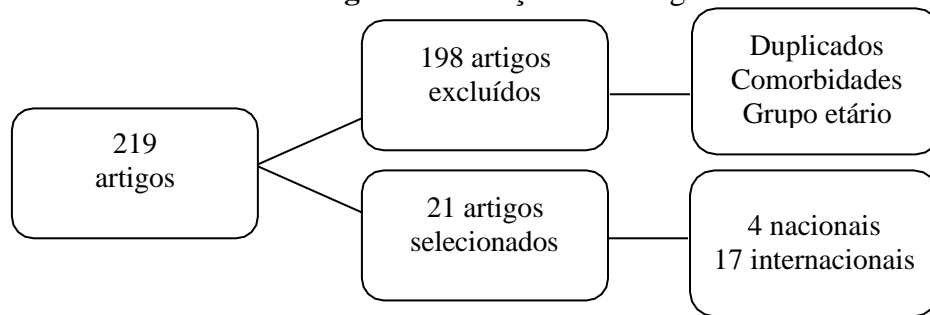 219
artigos
198 artigos
excluídos
Duplicados
Comorbidades
Grupo etário
21 artigos
selecionados
4 nacionais
17 internacionais